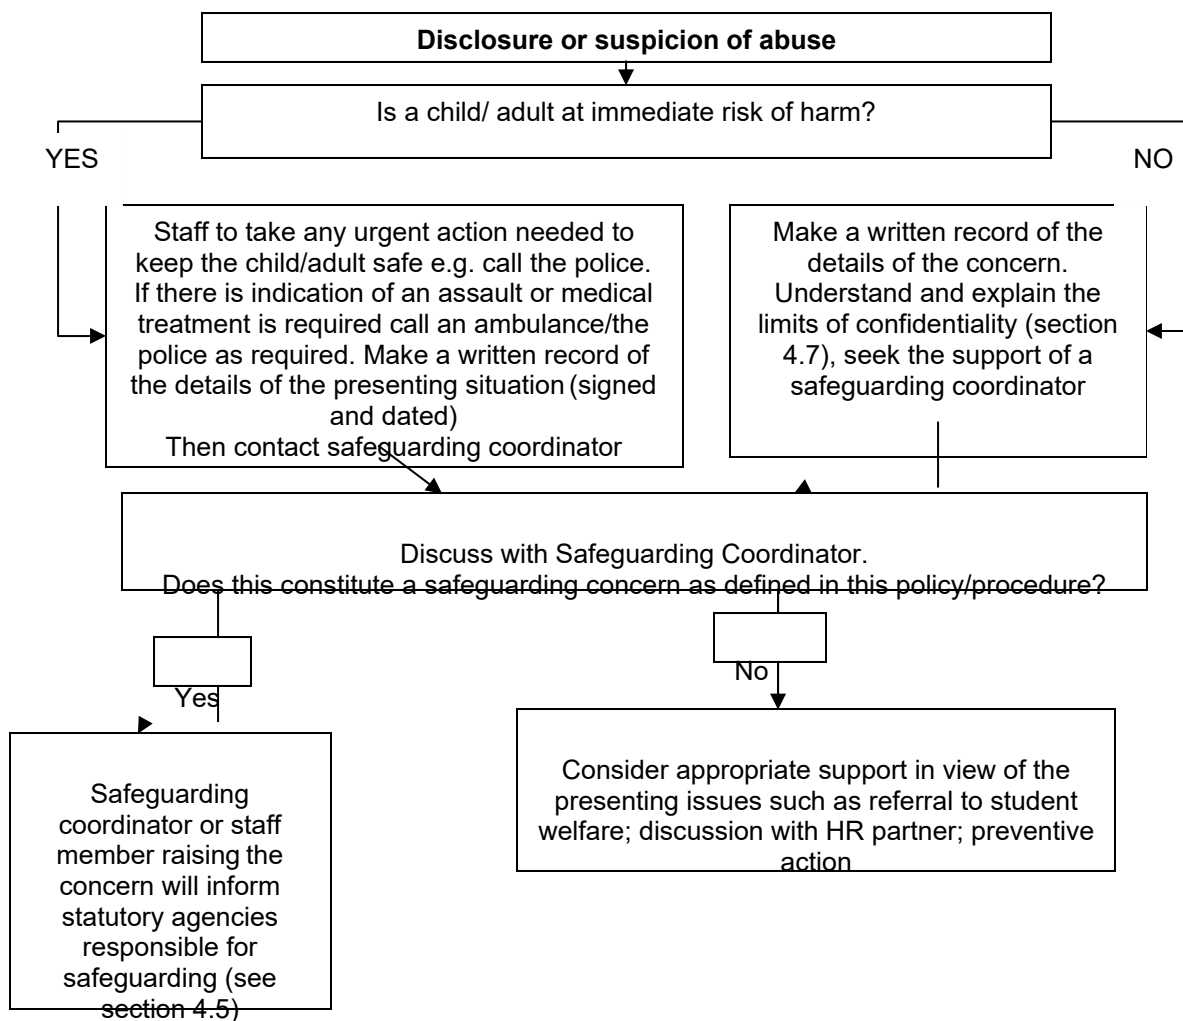 Disclosure or suspicion of abuse
Is a child/ adult at immediate risk of harm?
YES
NO
Staff to take any urgent action needed to
keep the child/adult safe e.g. call the police.
If there is indication of an assault or medical
treatment is required call an ambulance/the
police as required. Make a written record of
the details of the presenting situation (signed
and dated)
Then contact safeguarding coordinator
Make a written record of the
details of the concern.
Understand and explain the
limits of confidentiality (section
4.7), seek the support of a
safeguarding coordinator
Discuss with Safeguarding Coordinator.
Does this constitute a safeguarding concern as defined in this policy/procedure?
Yes
No
Safeguarding
coordinator or staff
member raising the
concern will inform
statutory agencies
responsible for
safeguarding (see
section 4.5)
Consider appropriate support in view of the
presenting issues such as referral to student
welfare; discussion with HR partner; preventive
action